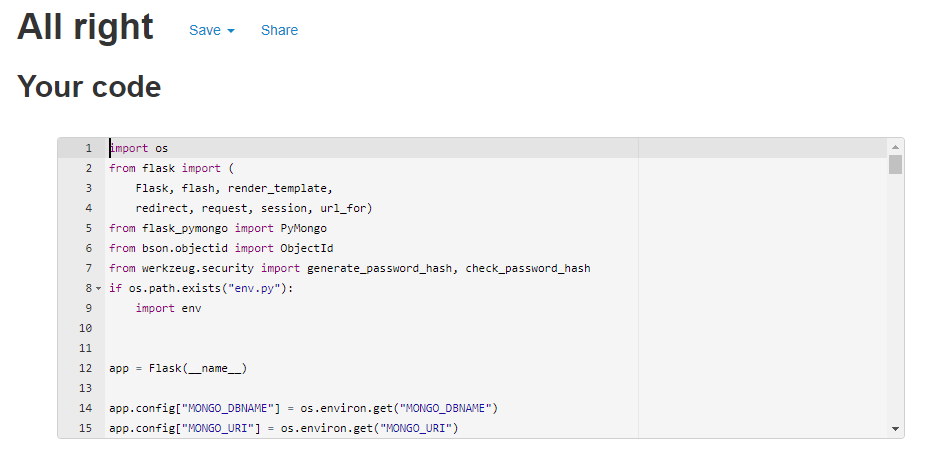 All right Save Share
Your code
1 import os
2 from flask import (
3     Flask, flash, render_template,
4     redirect, request, session, url_for)
5 from flask_pymongo import PyMongo
6 from bson.objectid import ObjectId
7 from werkzeug.security import generate_password_hash, check_password_hash
8 if os.path.exists("env.py"):
9     import env
10
11
12 app = Flask(__name__)
13
14 app.config["MONGO_DBNAME"] = os.environ.get("MONGO_DBNAME")
15 app.config["MONGO_URI"] = os.environ.get("MONGO_URI")